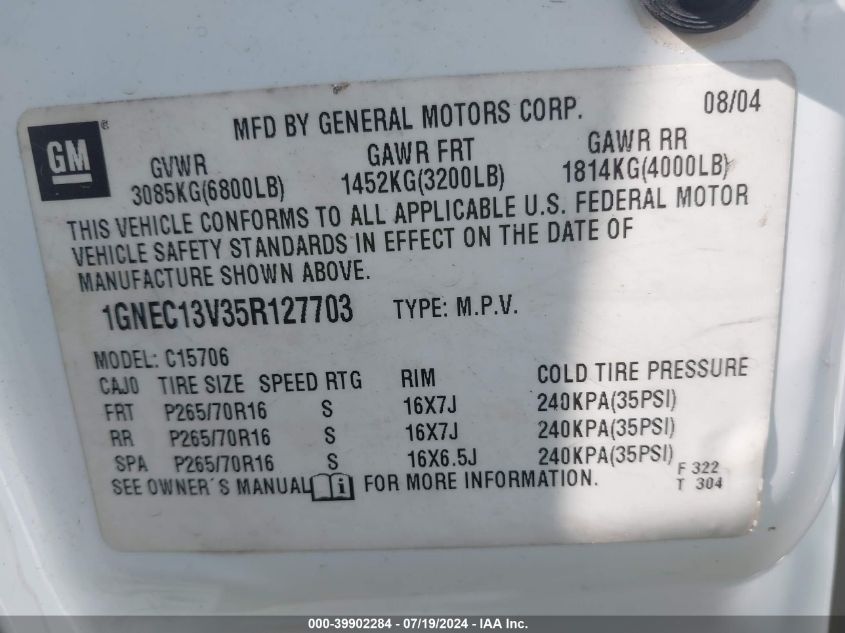 MFD BY GENERAL MOTORS CORP. 08/04
GM ®
GVWR GAWR FRT GAWR RR
3085KG(6800LB) 1452KG(3200LB) 1814KG(4000LB)
THIS VEHICLE CONFORMS TO ALL APPLICABLE U.S. FEDERAL MOTOR
VEHICLE SAFETY STANDARDS IN EFFECT ON THE DATE OF
MANUFACTURE SHOWN ABOVE.
1GNEC13V35R127703 TYPE: M.P.V.
MODEL: C15706
CAJ0 TIRE SIZE SPEED RTG RIM COLD TIRE PRESSURE
FRT P265/70R16 S 16X7J 240KPA(35PSI)
RR P265/70R16 S 16X7J 240KPA(35PSI)
SPA P265/70R16 S 16X6.5J 240KPA(35PSI)
SEE OWNER´S MANUAL FOR MORE INFORMATION.
F 322
T 304
000-39902284 - 07/19/2024 - IAA Inc.